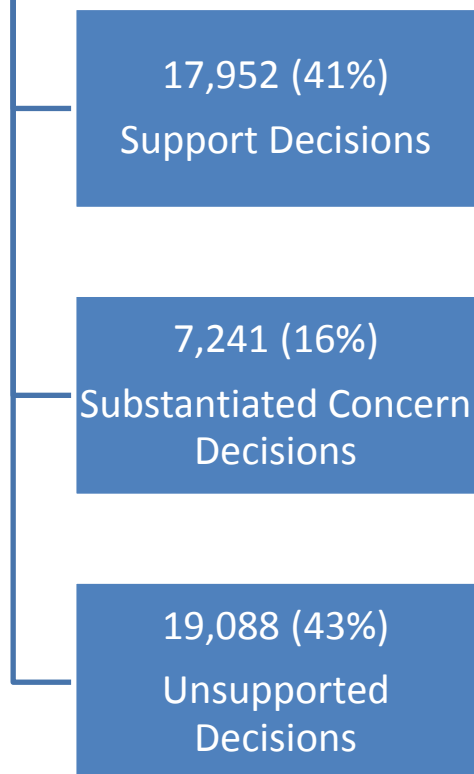 17,952 (41%)
Support Decisions
7,241 (16%)
Substantiated Concern
Decisions
19,088 (43%)
Unsupported
Decisions